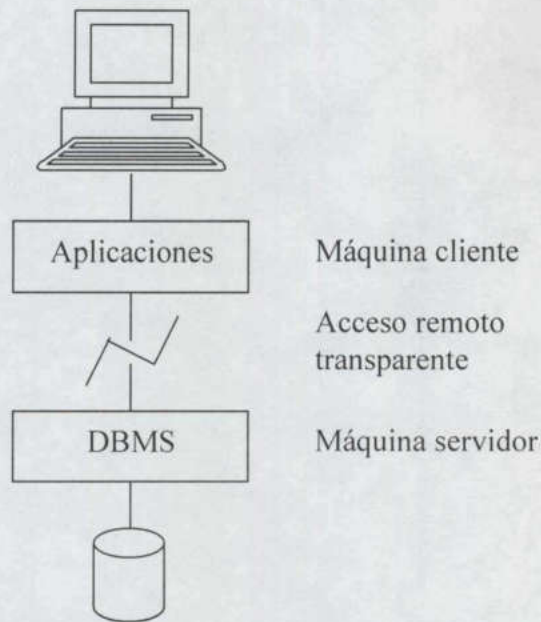 Aplicaciones
Máquina cliente
Acceso remoto
transparente
DBMS
Máquina servidor